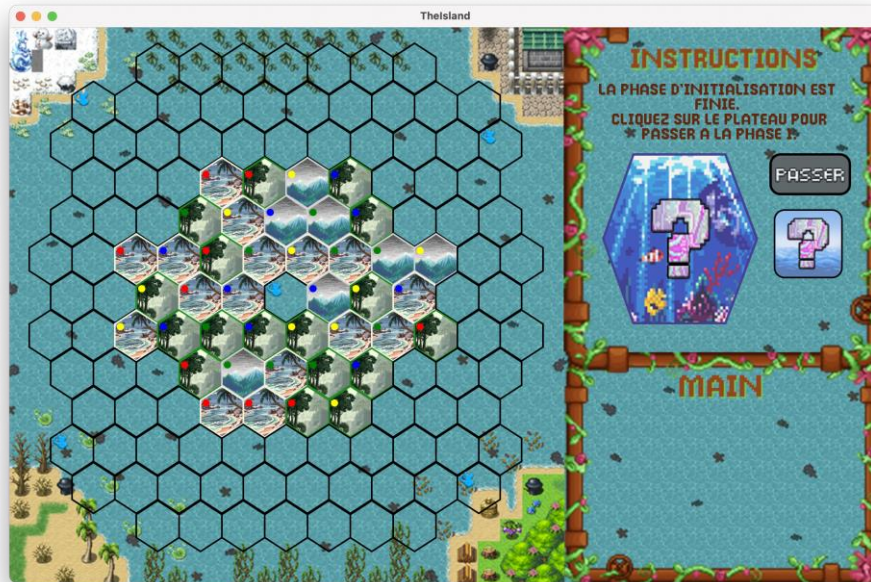 TheIsland
INSTRUCTIONS
LA PHASE D'INITIALISATION EST
FINIE.
CLIQUEZ SUR LE PLATEAU POUR
PASSER A LA PHASE 1.
PASSER
?
?
MAIN